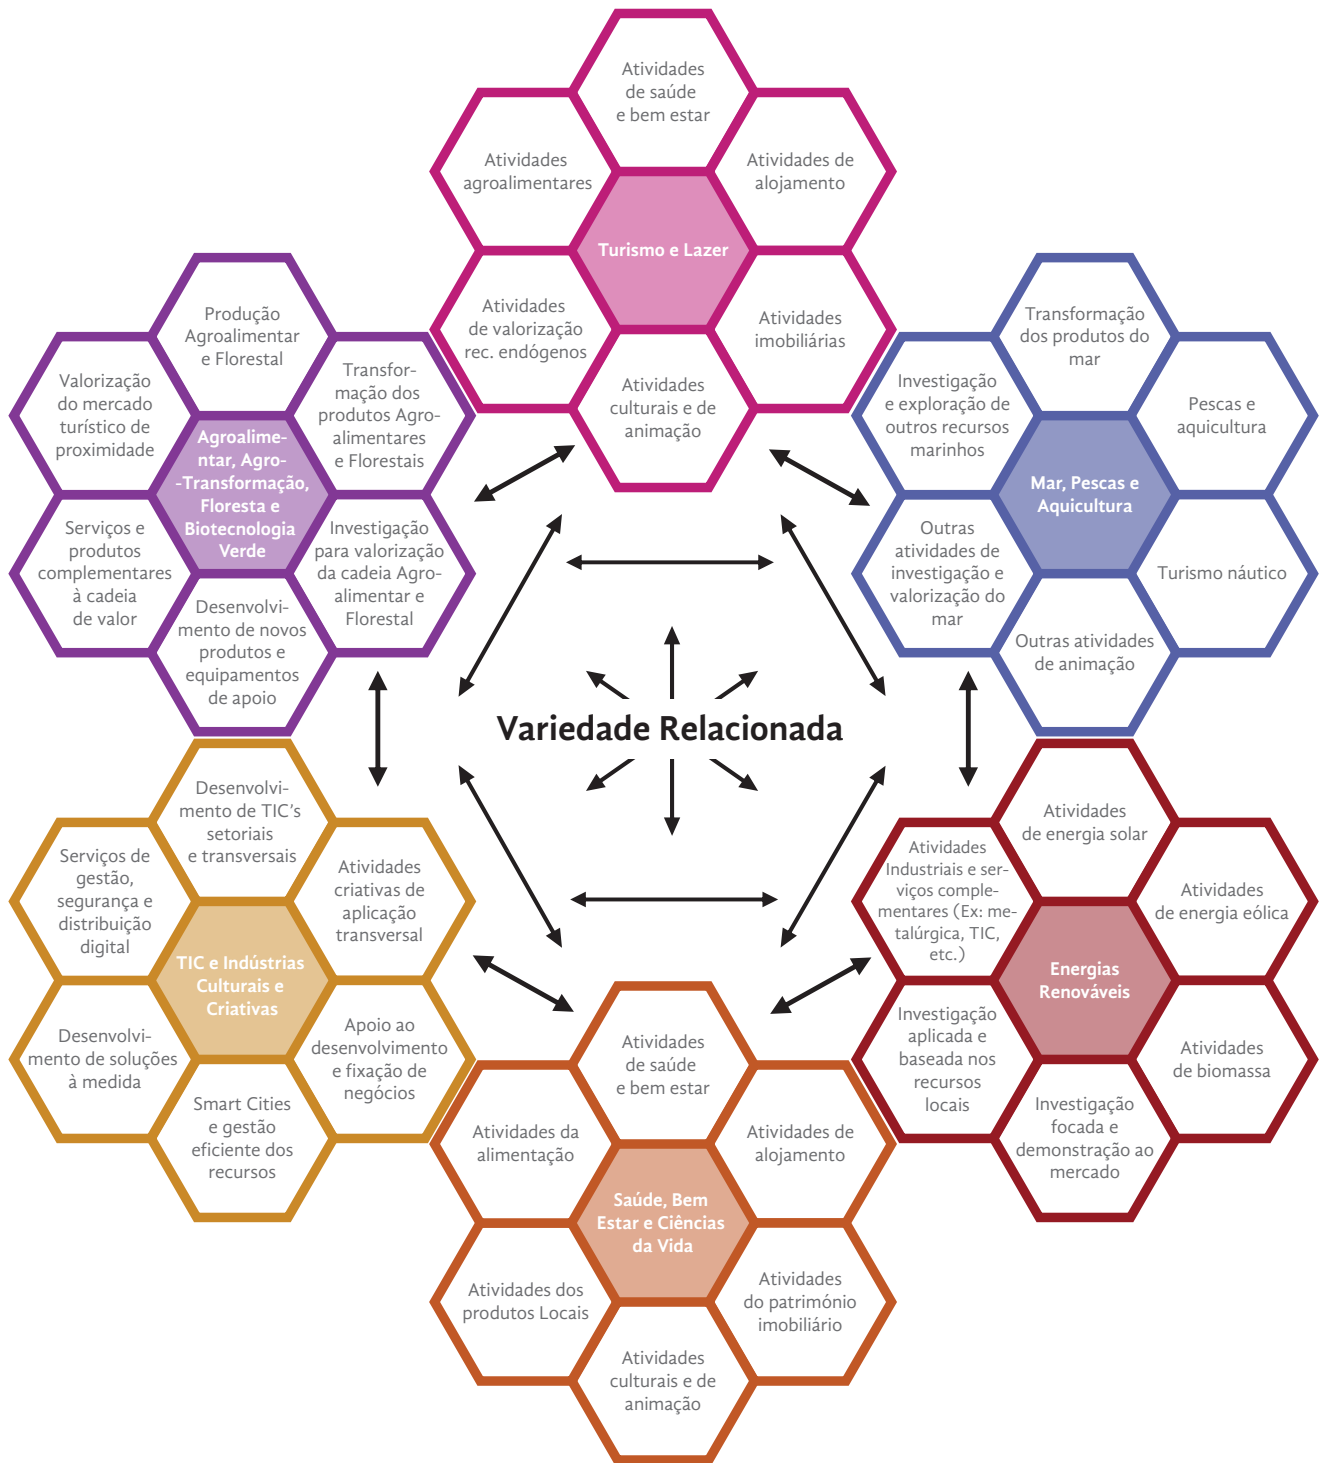 Atividades
de saúde
e bem estar
Atividades
agroalimentares
Atividades de
alojamento
Turismo e Lazer
Atividades
de valorização
rec. endógenos
Atividades
imobiliárias
Atividades
culturais e de
animação
Produção
Agroalimentar
e Florestal
Valorização
do mercado
turístico de
proximidade
Transfor-
mação dos
produtos Agro-
alimentares
e Florestais
Agroalime-
ntar, Agro-
-Transformação,
Floresta e
Biotecnologia
Verde
Serviços e
produtos
complementares
à cadeia
de valor
Investigação
para valorização
da cadeia Agro-
alimentar e
Florestal
Desenvolvi-
mento de novos
produtos e
equipamentos
de apoio
Transformação
dos produtos do
mar
Investigação
e exploração de
outros recursos
marinhos
Pescas e
aquicultura
Mar, Pescas e
Aquicultura
Outras
atividades de
investigação e
valorização do
mar
Turismo náutico
Outras atividades
de animação
Variedade Relacionada
Desenvolvi-
mento de TIC's
setoriais
e transversais
Serviços de
gestão,
segurança e
distribuição
digital
Atividades
criativas de
aplicação
transversal
TIC e Indústrias
Culturais e
Criativas
Desenvolvi-
mento de soluções
à medida
Apoio ao
desenvolvimento
e fixação de
negócios
Smart Cities
e gestão
eficiente dos
recursos
Atividades
de energia solar
Atividades
Industriais e ser-
viços comple-
mentares (Ex: me-
talúrgica, TIC,
etc.)
Atividades
de energia eólica
Energias
Renováveis
Investigação
aplicada e
baseada nos
recursos
locais
Atividades
de biomassa
Investigação
focada e
demonstração ao
mercado
Atividades
de saúde
e bem estar
Atividades da
alimentação
Atividades de
alojamento
Saúde, Bem
Estar e Ciências
da Vida
Atividades dos
produtos Locais
Atividades
do património
imobiliário
Atividades
culturais e de
animação